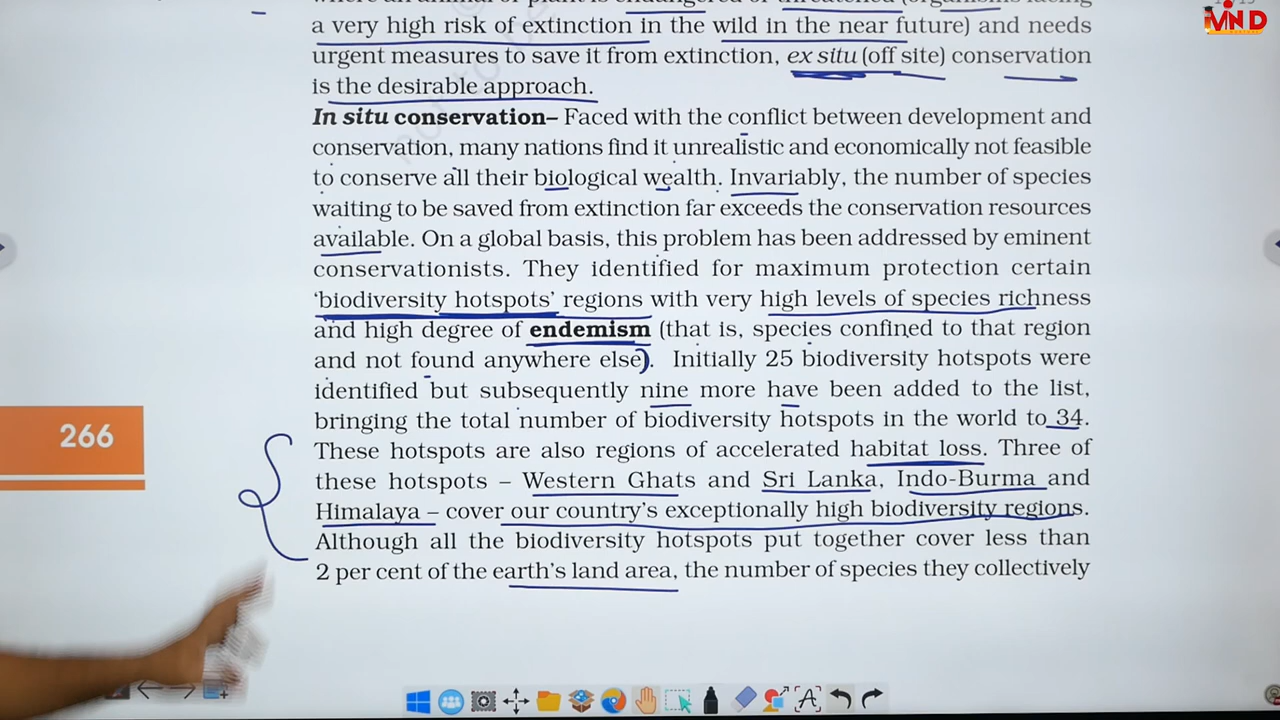 a very high risk of extinction in the wild in the near future) and needs
urgent measures to save it from extinction, ex situ (off site) conservation
is the desirable approach.
In situ conservation– Faced with the conflict between development and
conservation, many nations find it unrealistic and economically not feasible
to conserve all their biological wealth. Invariably, the number of species
waiting to be saved from extinction far exceeds the conservation resources
available. On a global basis, this problem has been addressed by eminent
conservationists. They identified for maximum protection certain
‘biodiversity hotspots’ regions with very high levels of species richness
and high degree of endemism (that is, species confined to that region
and not found anywhere else). Initially 25 biodiversity hotspots were
identified but subsequently nine more have been added to the list,
bringing the total number of biodiversity hotspots in the world to 34.
266
These hotspots are also regions of accelerated habitat loss. Three of
these hotspots – Western Ghats and Sri Lanka, Indo-Burma and
Himalaya – cover our country’s exceptionally high biodiversity regions.
Although all the biodiversity hotspots put together cover less than
2 per cent of the earth’s land area, the number of species they collectively